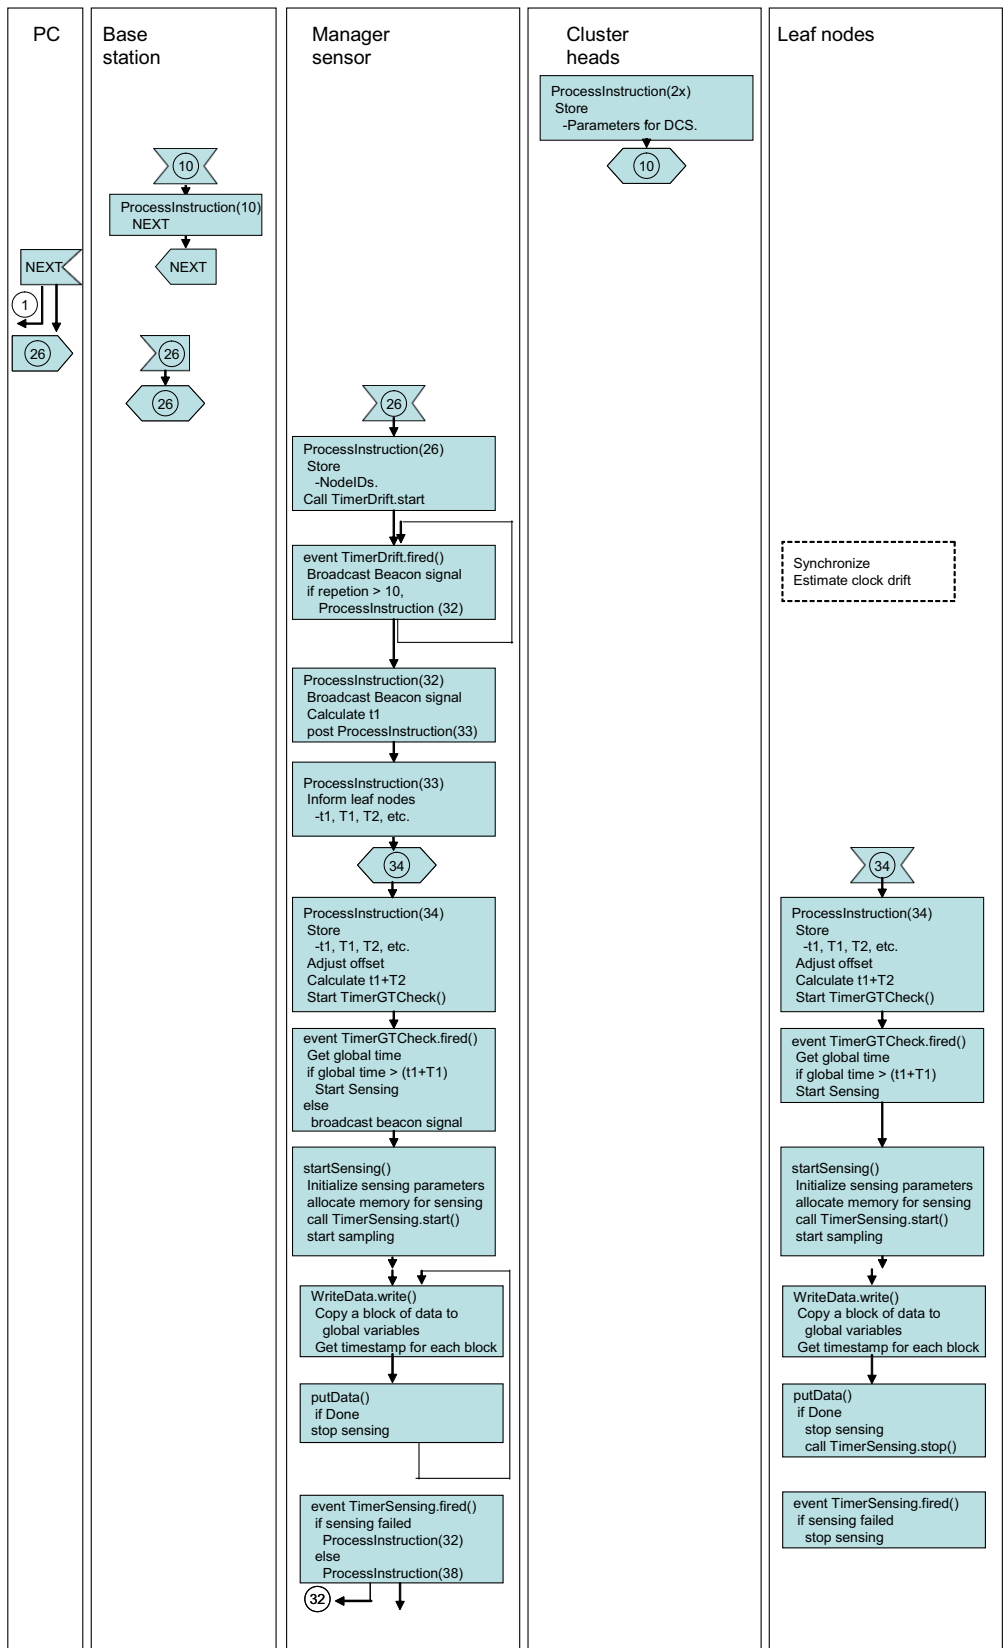 PC
Base
station
Manager
sensor
Cluster
heads
Leaf nodes
ProcessInstruction(2x)
Store
-Parameters for DCS.
10
10
ProcessInstruction(10)
NEXT
NEXT
NEXT
1
26
26
26
26
ProcessInstruction(26)
Store
-NodeIDs.
Call TimerDrift.start
event TimerDrift.fired()
Broadcast Beacon signal
if repetion > 10,
ProcessInstruction (32)
Synchronize
Estimate clock drift
ProcessInstruction(32)
Broadcast Beacon signal
Calculate t1
post ProcessInstruction(33)
ProcessInstruction(33)
Inform leaf nodes
-t1, T1, T2, etc.
34
34
ProcessInstruction(34)
Store
-t1, T1, T2, etc.
Adjust offset
Calculate t1+T2
Start TimerGTCheck()
ProcessInstruction(34)
Store
-t1, T1, T2, etc.
Adjust offset
Calculate t1+T2
Start TimerGTCheck()
event TimerGTCheck.fired()
Get global time
if global time > (t1+T1)
Start Sensing
else
broadcast beacon signal
event TimerGTCheck.fired()
Get global time
if global time > (t1+T1)
Start Sensing
startSensing()
Initialize sensing parameters
allocate memory for sensing
call TimerSensing.start()
start sampling
startSensing()
Initialize sensing parameters
allocate memory for sensing
call TimerSensing.start()
start sampling
WriteData.write()
Copy a block of data to
global variables
Get timestamp for each block
WriteData.write()
Copy a block of data to
global variables
Get timestamp for each block
putData()
if Done
stop sensing
putData()
if Done
stop sensing
call TimerSensing.stop()
event TimerSensing.fired()
if sensing failed
ProcessInstruction(32)
else
ProcessInstruction(38)
32
event TimerSensing.fired()
if sensing failed
stop sensing